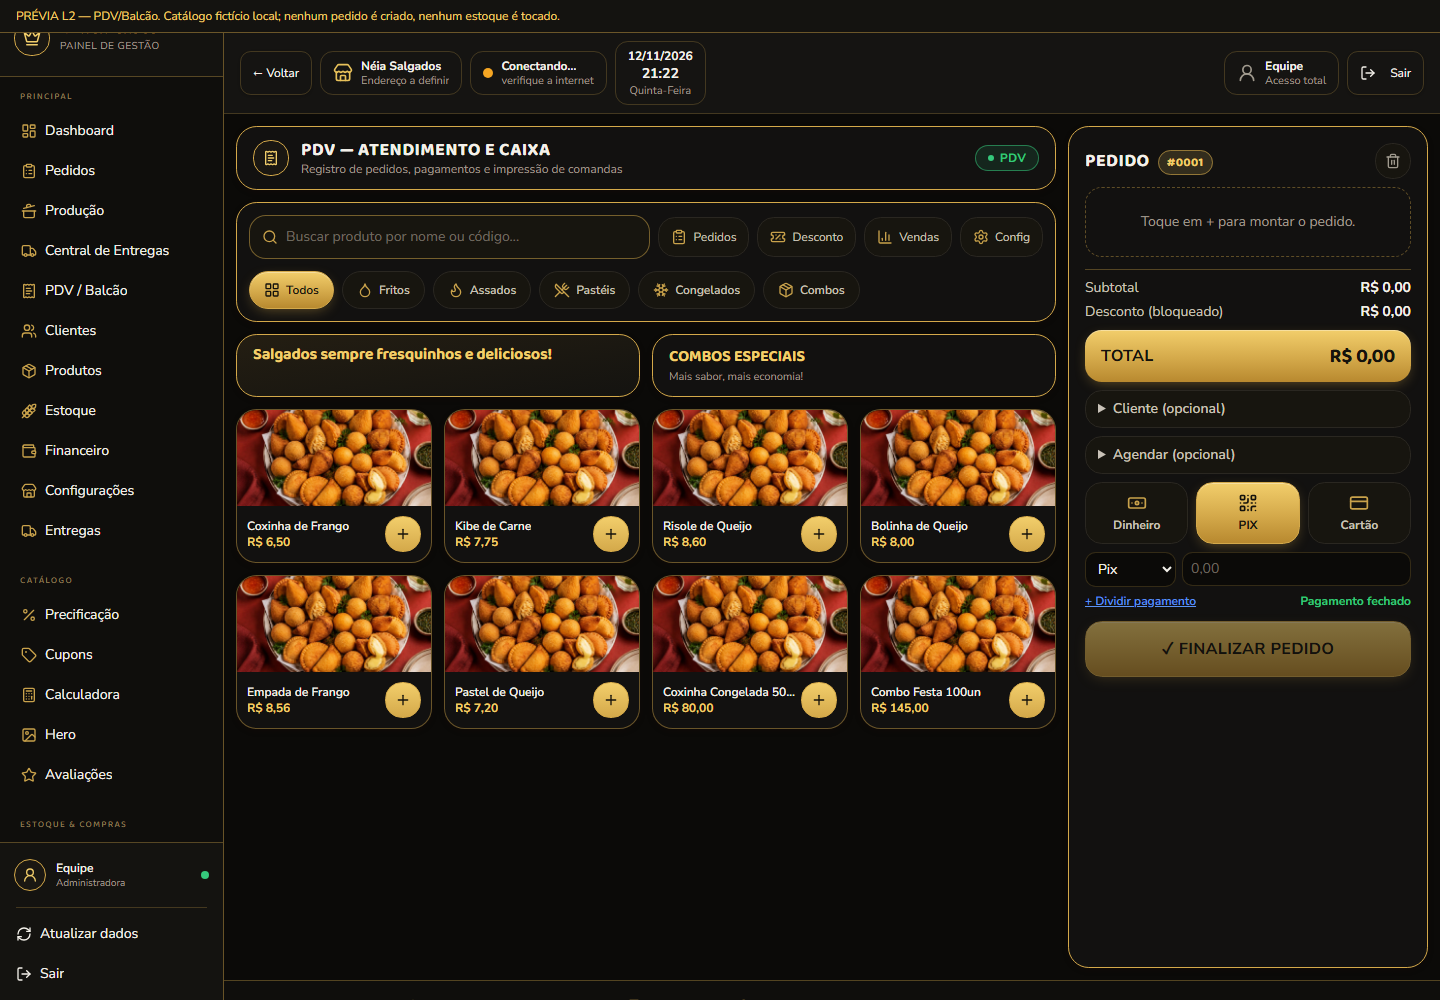 PRÉVIA L2 — PDV/Balcão. Catálogo fictício local; nenhum pedido é criado, nenhum estoque é tocado.
PAINEL DE GESTÃO
PRINCIPAL
Dashboard
Pedidos
Produção
Central de Entregas
PDV / Balcão
Clientes
Produtos
Estoque
Financeiro
Configurações
Entregas
CATÁLOGO
Precificação
Cupons
Calculadora
Hero
Avaliações
ESTOQUE & COMPRAS
Equipe
Administradora
Atualizar dados
Sair
← Voltar
Néia Salgados
Endereço a definir
Conectando...
verifique a internet
12/11/2026
21:22
Quinta-Feira
Equipe
Acesso total
Sair
PDV — ATENDIMENTO E CAIXA
Registro de pedidos, pagamentos e impressão de comandas
PDV
Buscar produto por nome ou código...
Pedidos
Desconto
Vendas
Config
Todos
Fritos
Assados
Pastéis
Congelados
Combos
Salgados sempre fresquinhos e deliciosos!
COMBOS ESPECIAIS
Mais sabor, mais economia!
Coxinha de Frango
R$ 6,50
+
Kibe de Carne
R$ 7,75
+
Risole de Queijo
R$ 8,60
+
Bolinha de Queijo
R$ 8,00
+
Empada de Frango
R$ 8,56
+
Pastel de Queijo
R$ 7,20
+
Coxinha Congelada 50...
R$ 80,00
+
Combo Festa 100un
R$ 145,00
+
PEDIDO #0001
Toque em + para montar o pedido.
Subtotal R$ 0,00
Desconto (bloqueado) R$ 0,00
TOTAL R$ 0,00
▶ Cliente (opcional)
▶ Agendar (opcional)
Dinheiro
PIX
Cartão
Pix
0,00
+ Dividir pagamento
Pagamento fechado
✓ FINALIZAR PEDIDO